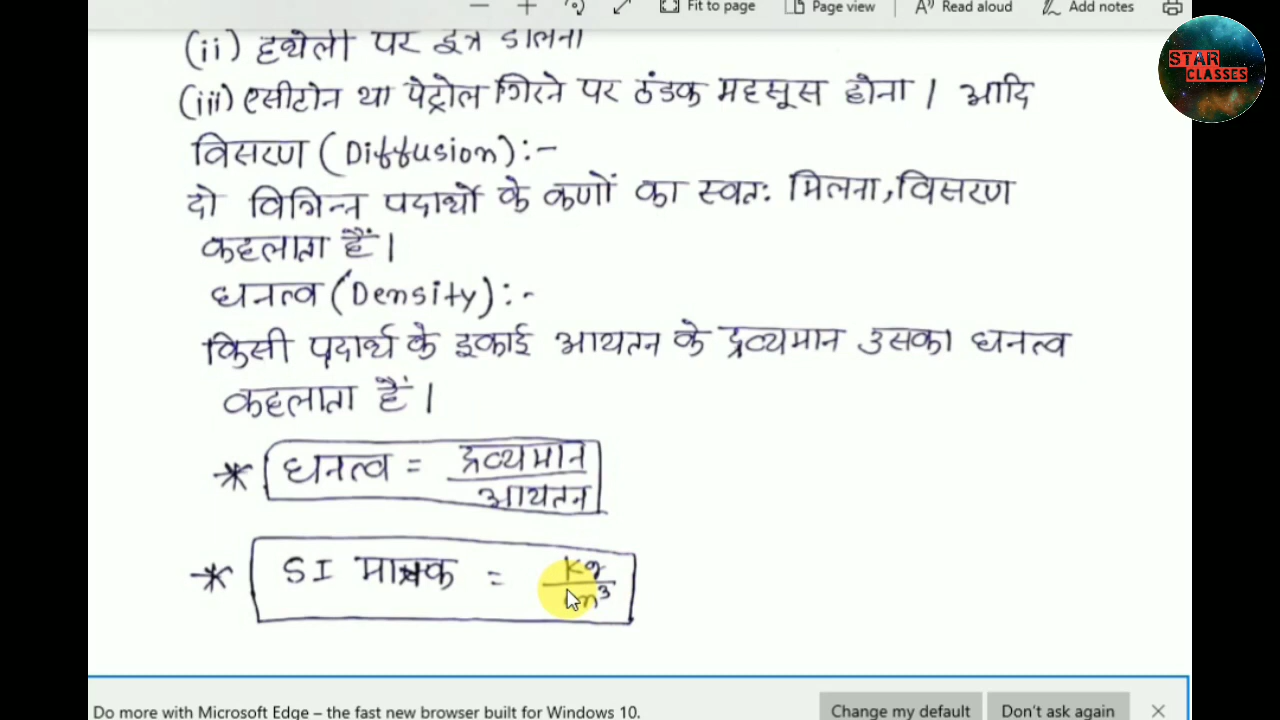 Fit to page Page view Read aloud Add notes
STAR
CLASSES
(ii) हथेली पर इत्र डालना
(iii) एसीटोन या पेट्रोल गिरने पर ठंडक महसूस होना। आदि
विसरण (Diffusion):-
दो विभिन्न पदार्थों के कणों का स्वतः मिलना, विसरण
कहलाता हैं।
घनत्व (Density):-
किसी पदार्थ के इकाई आयतन के द्रव्यमान उसका घनत्व
कहलाता हैं।
* घनत्व = द्रव्यमान
आयतन
* SI मात्रक = Kg
m³
Do more with Microsoft Edge – the fast new browser built for Windows 10. Change my default Don't ask again